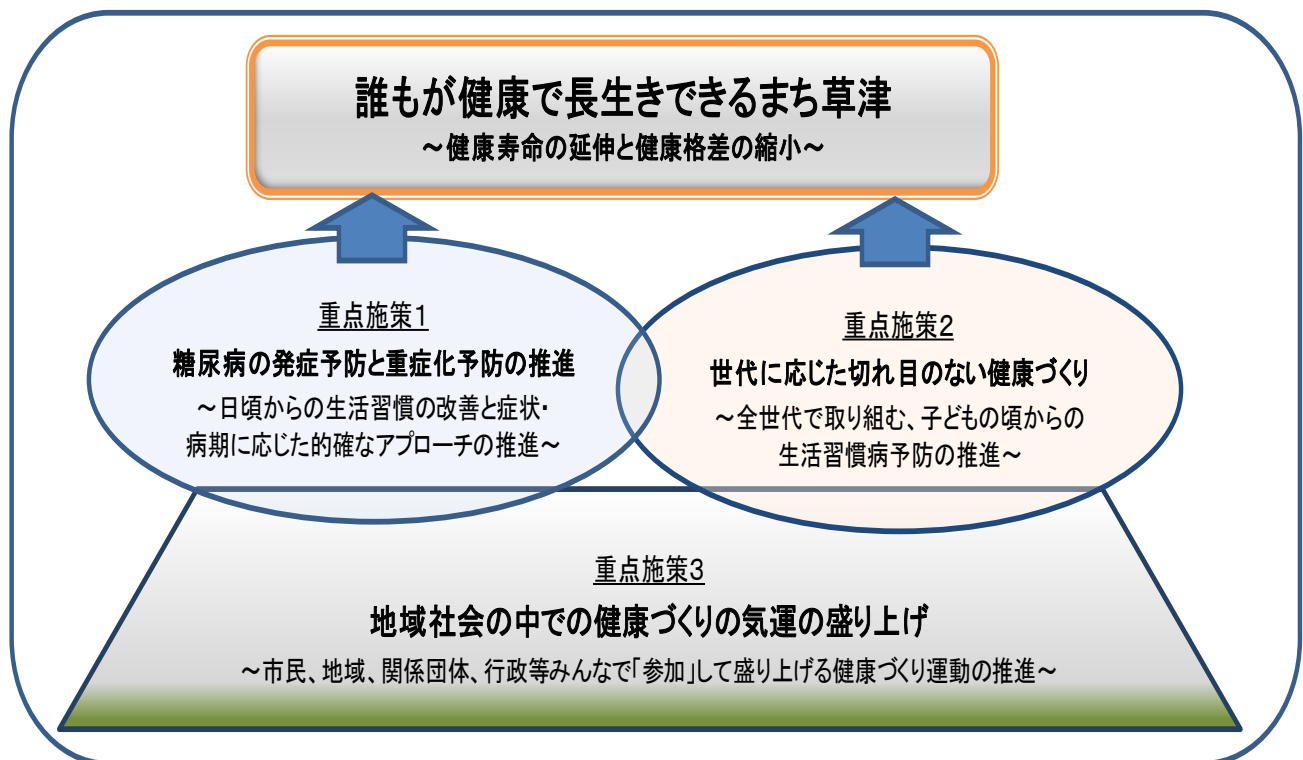 誰もが健康で長生きできるまち草津
～健康寿命の延伸と健康格差の縮小～
重点施策1
糖尿病の発症予防と重症化予防の推進
～日頃からの生活習慣の改善と症状・
病期に応じた的確なアプローチの推進～
重点施策2
世代に応じた切れ目のない健康づくり
～全世代で取り組む、子どもの頃からの
生活習慣病予防の推進～
重点施策3
地域社会の中での健康づくりの気運の盛り上げ
～市民、地域、関係団体、行政等みんなで「参加」して盛り上げる健康づくり運動の推進～